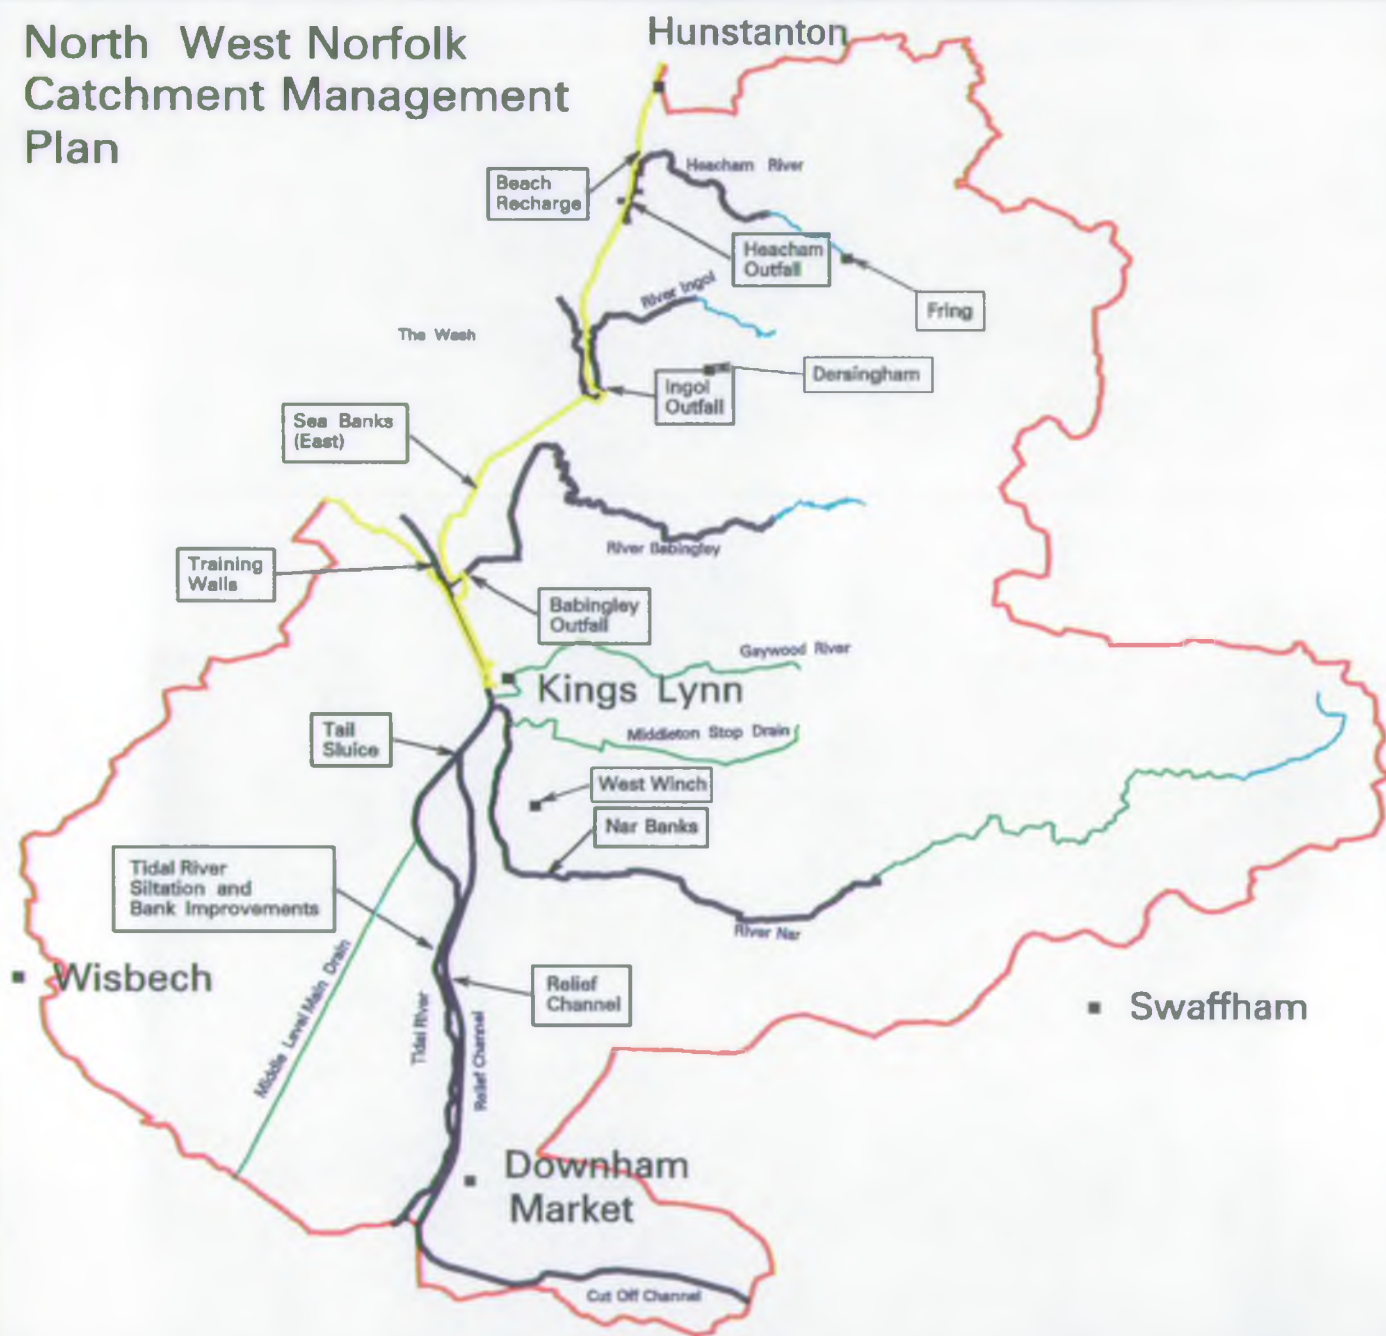 North West Norfolk
Catchment Management
Plan
Hunstanton
Beach
Recharge
Heacham River
Heacham
Outfall
River Ingol
Fring
The Wash
Ingol
Outfall
Dersingham
Sea Banks
(East)
River Babingley
Training
Walls
Babingley
Outfall
Gaywood River
Kings Lynn
Tail
Sluice
Middleton Stop Drain
West Winch
Nar Banks
Tidal River
Siltation and
Bank Improvements
River Nar
Wisbech
Middle Level Main Drain
Tidal River
Relief Channel
Relief
Channel
Swaffham
Downham
Market
Cut Off Channel